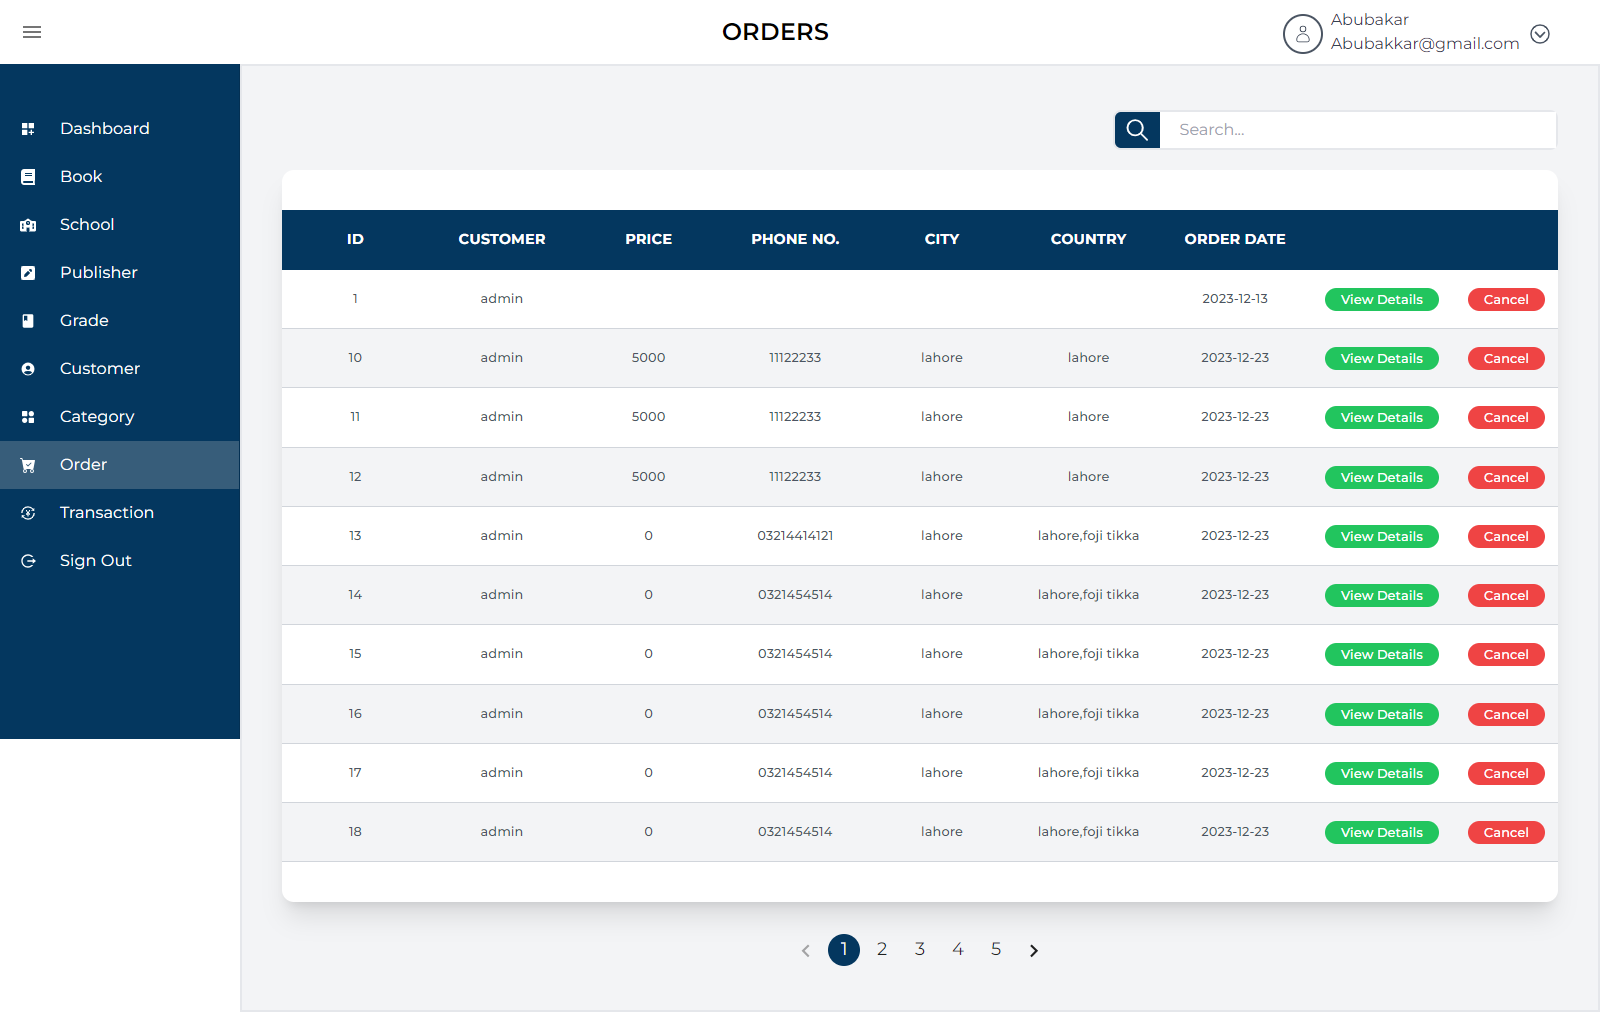 ORDERS
Abubakar
Abubakkar@gmail.com
Dashboard
Book
School
Publisher
Grade
Customer
Category
Order
Transaction
Sign Out
Search...
ID CUSTOMER PRICE PHONE NO. CITY COUNTRY ORDER DATE
1 admin 2023-12-13 View Details Cancel
10 admin 5000 11122233 lahore lahore 2023-12-23 View Details Cancel
11 admin 5000 11122233 lahore lahore 2023-12-23 View Details Cancel
12 admin 5000 11122233 lahore lahore 2023-12-23 View Details Cancel
13 admin 0 03214414121 lahore lahore,foji tikka 2023-12-23 View Details Cancel
14 admin 0 0321454514 lahore lahore,foji tikka 2023-12-23 View Details Cancel
15 admin 0 0321454514 lahore lahore,foji tikka 2023-12-23 View Details Cancel
16 admin 0 0321454514 lahore lahore,foji tikka 2023-12-23 View Details Cancel
17 admin 0 0321454514 lahore lahore,foji tikka 2023-12-23 View Details Cancel
18 admin 0 0321454514 lahore lahore,foji tikka 2023-12-23 View Details Cancel
1 2 3 4 5